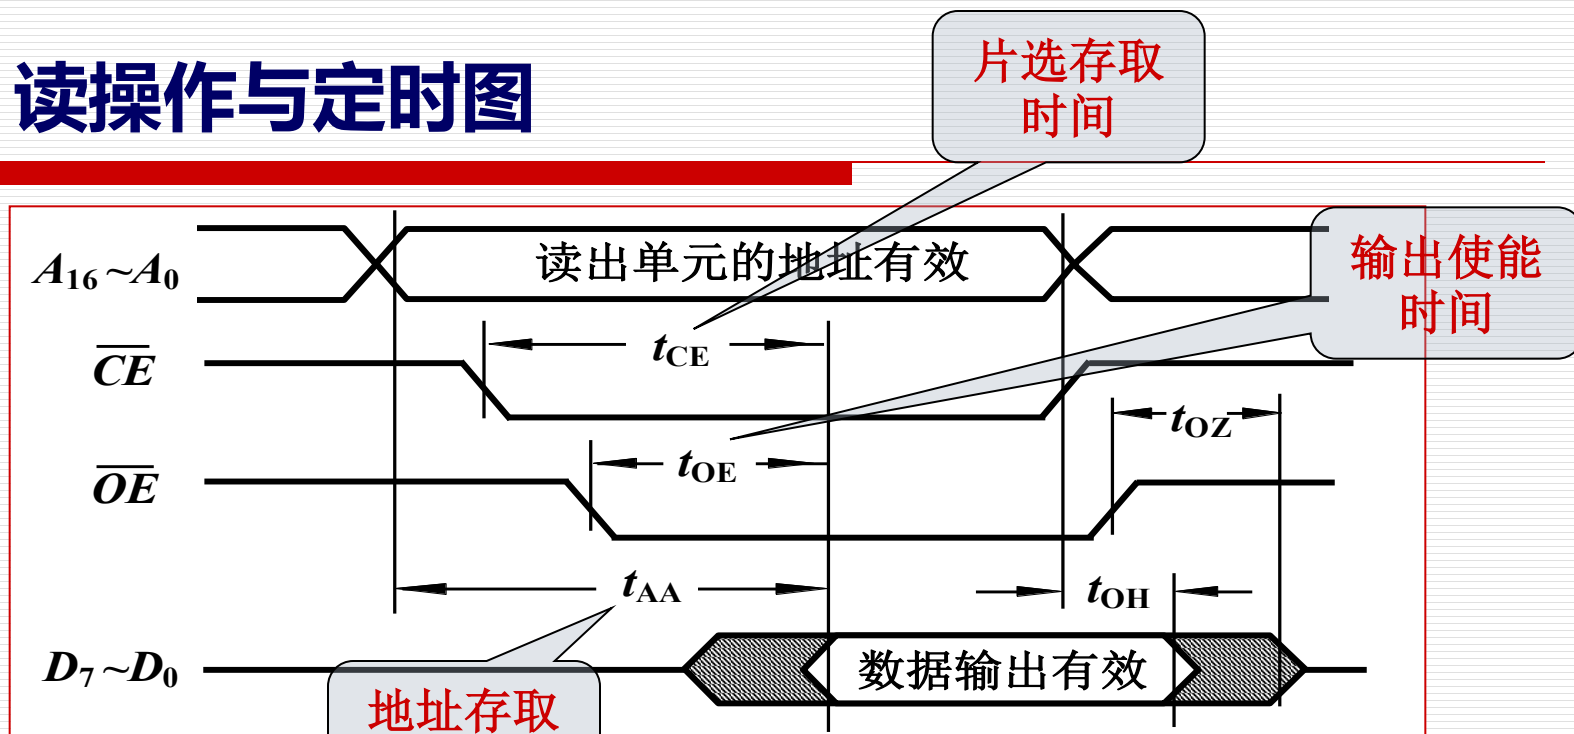 读操作与定时图
片选存取
时间
A16~A0
读出单元的地址有效
输出使能
时间
CE
tCE
tOZ
OE
tOE
tAA
tOH
D7~D0
数据输出有效
地址存取